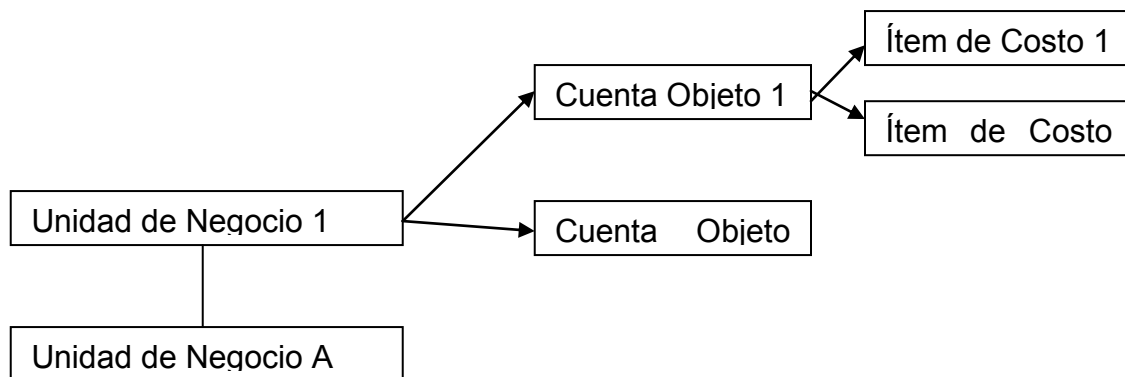 Ítem de Costo 1
Cuenta Objeto 1
Ítem de Costo
Unidad de Negocio 1
Cuenta Objeto
Unidad de Negocio A